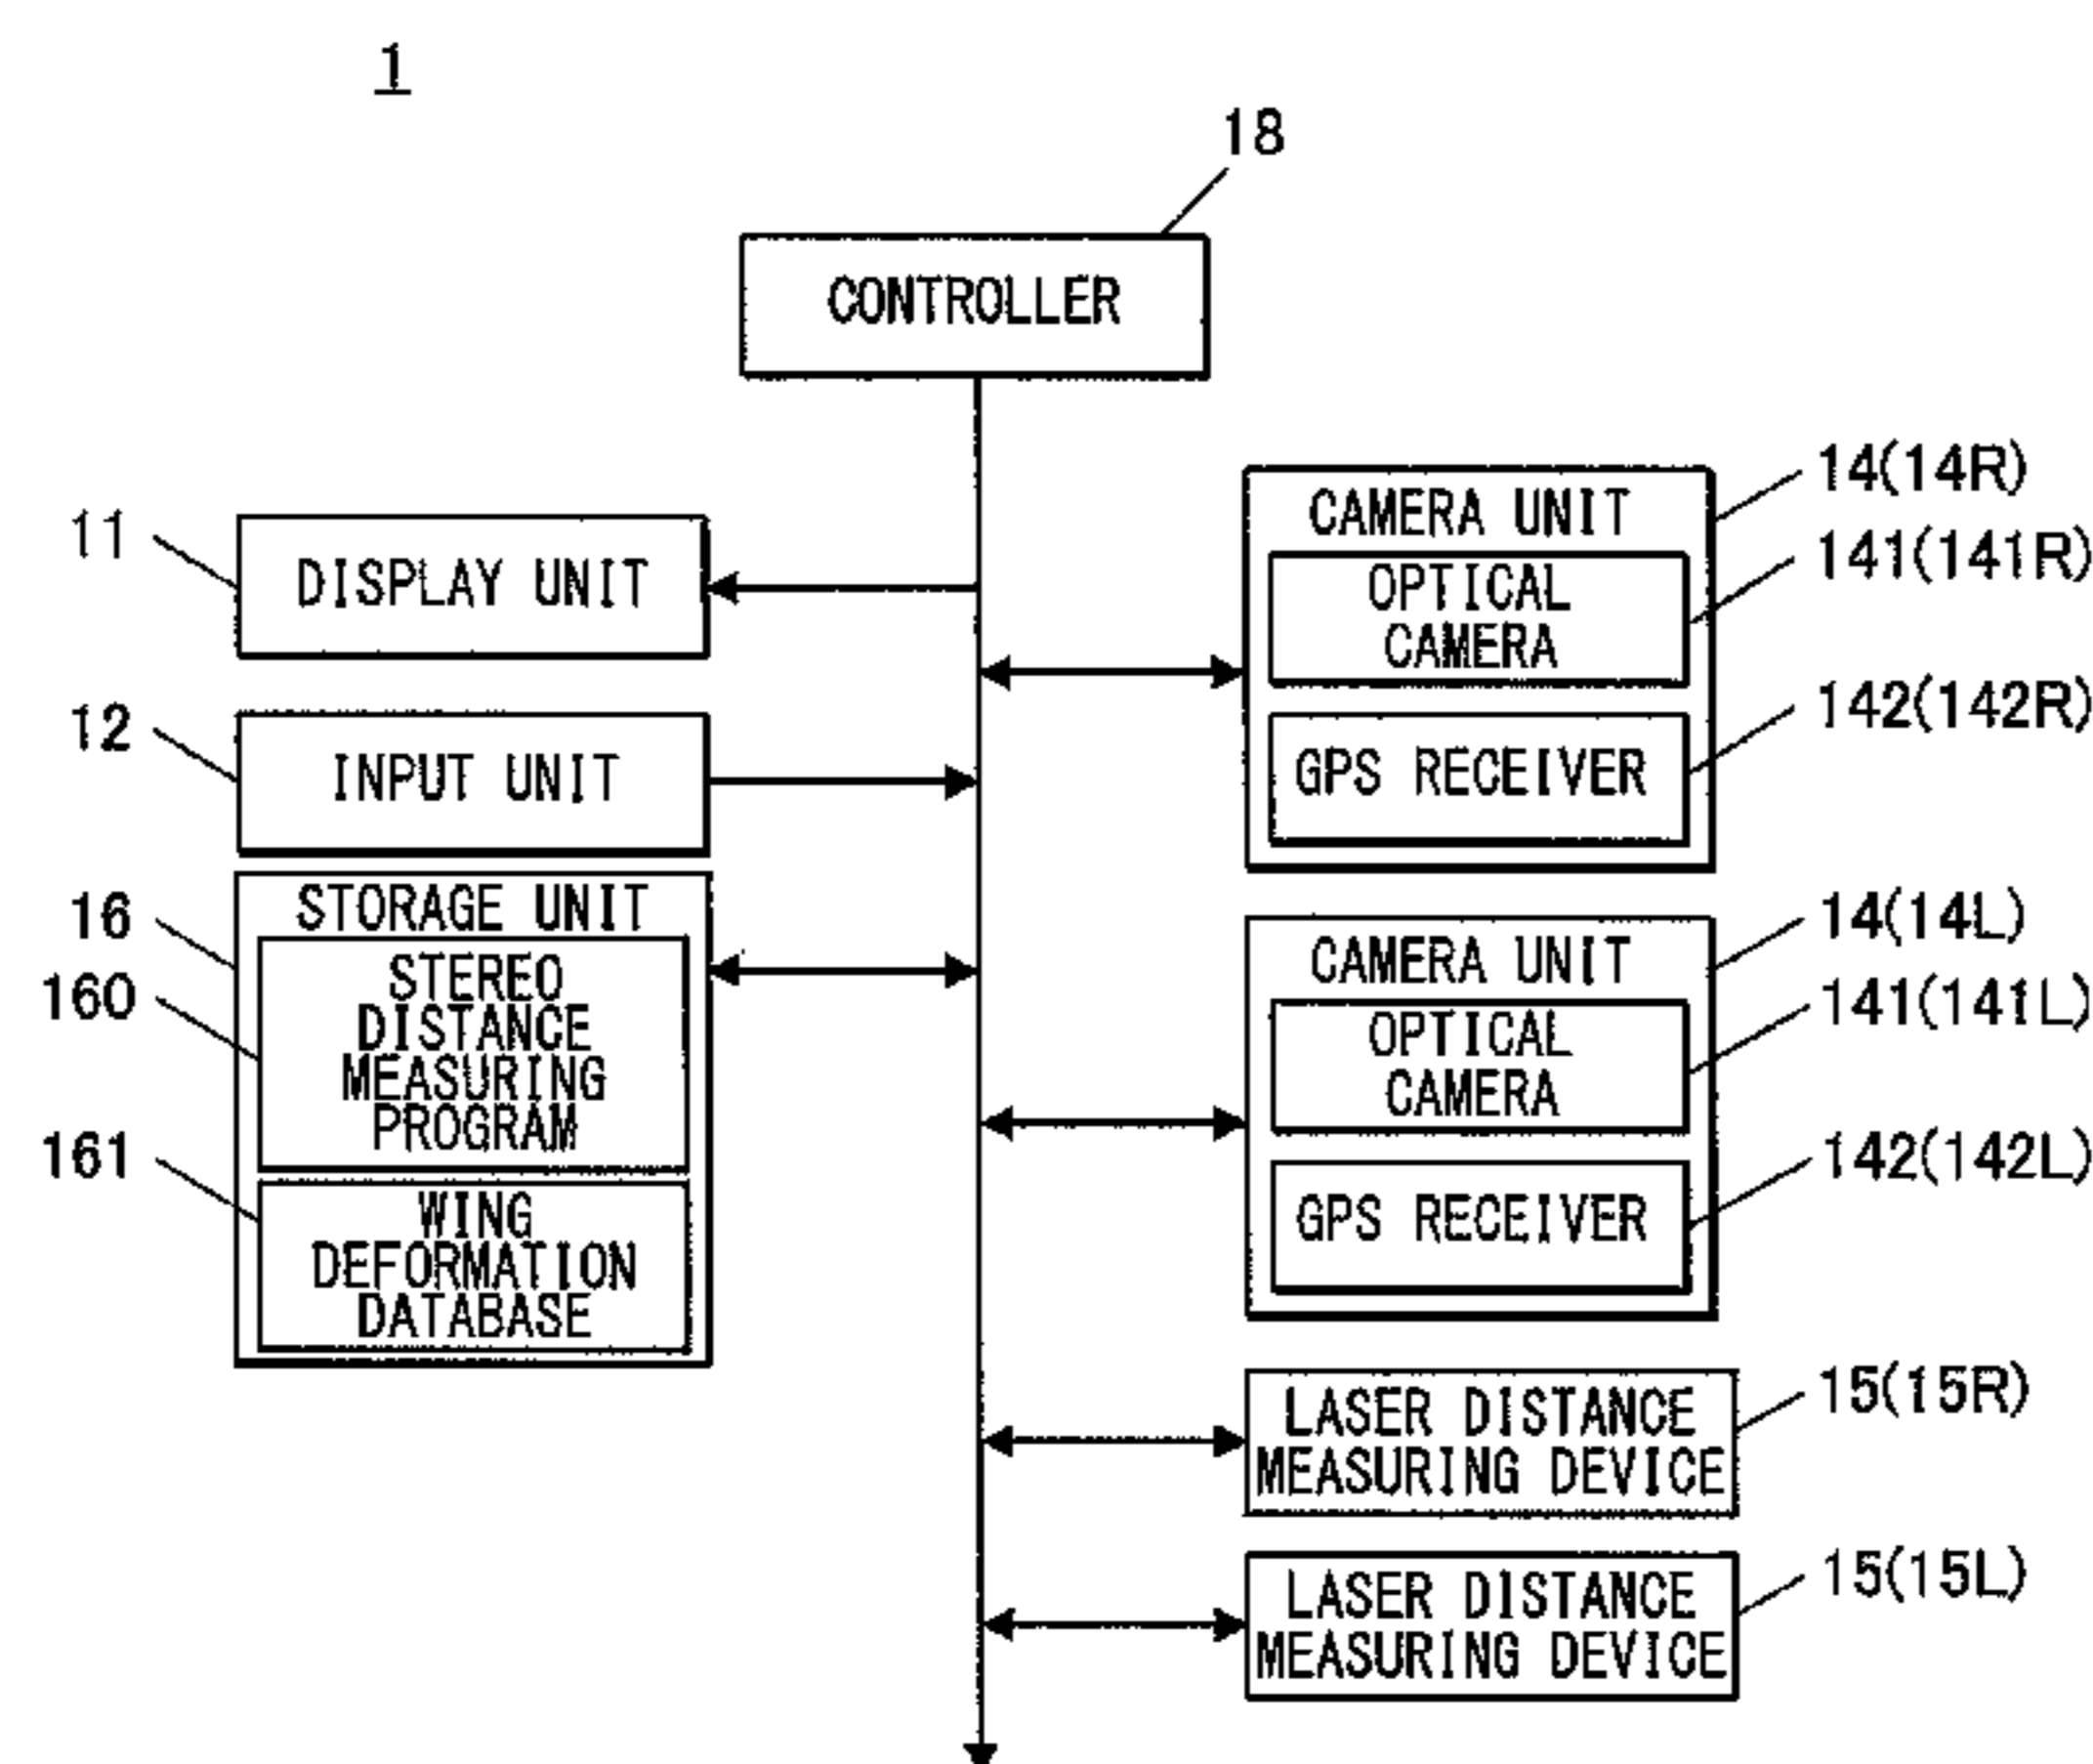 1
18
CONTROLLER
11
DISPLAY UNIT
12
INPUT UNIT
16
STORAGE UNIT
160
STEREO
DISTANCE
MEASURING
PROGRAM
161
WING
DEFORMATION
DATABASE
14(14R)
CAMERA UNIT
141(141R)
OPTICAL
CAMERA
142(142R)
GPS RECEIVER
14(14L)
CAMERA UNIT
141(141L)
OPTICAL
CAMERA
142(142L)
GPS RECEIVER
15(15R)
LASER DISTANCE
MEASURING DEVICE
15(15L)
LASER DISTANCE
MEASURING DEVICE